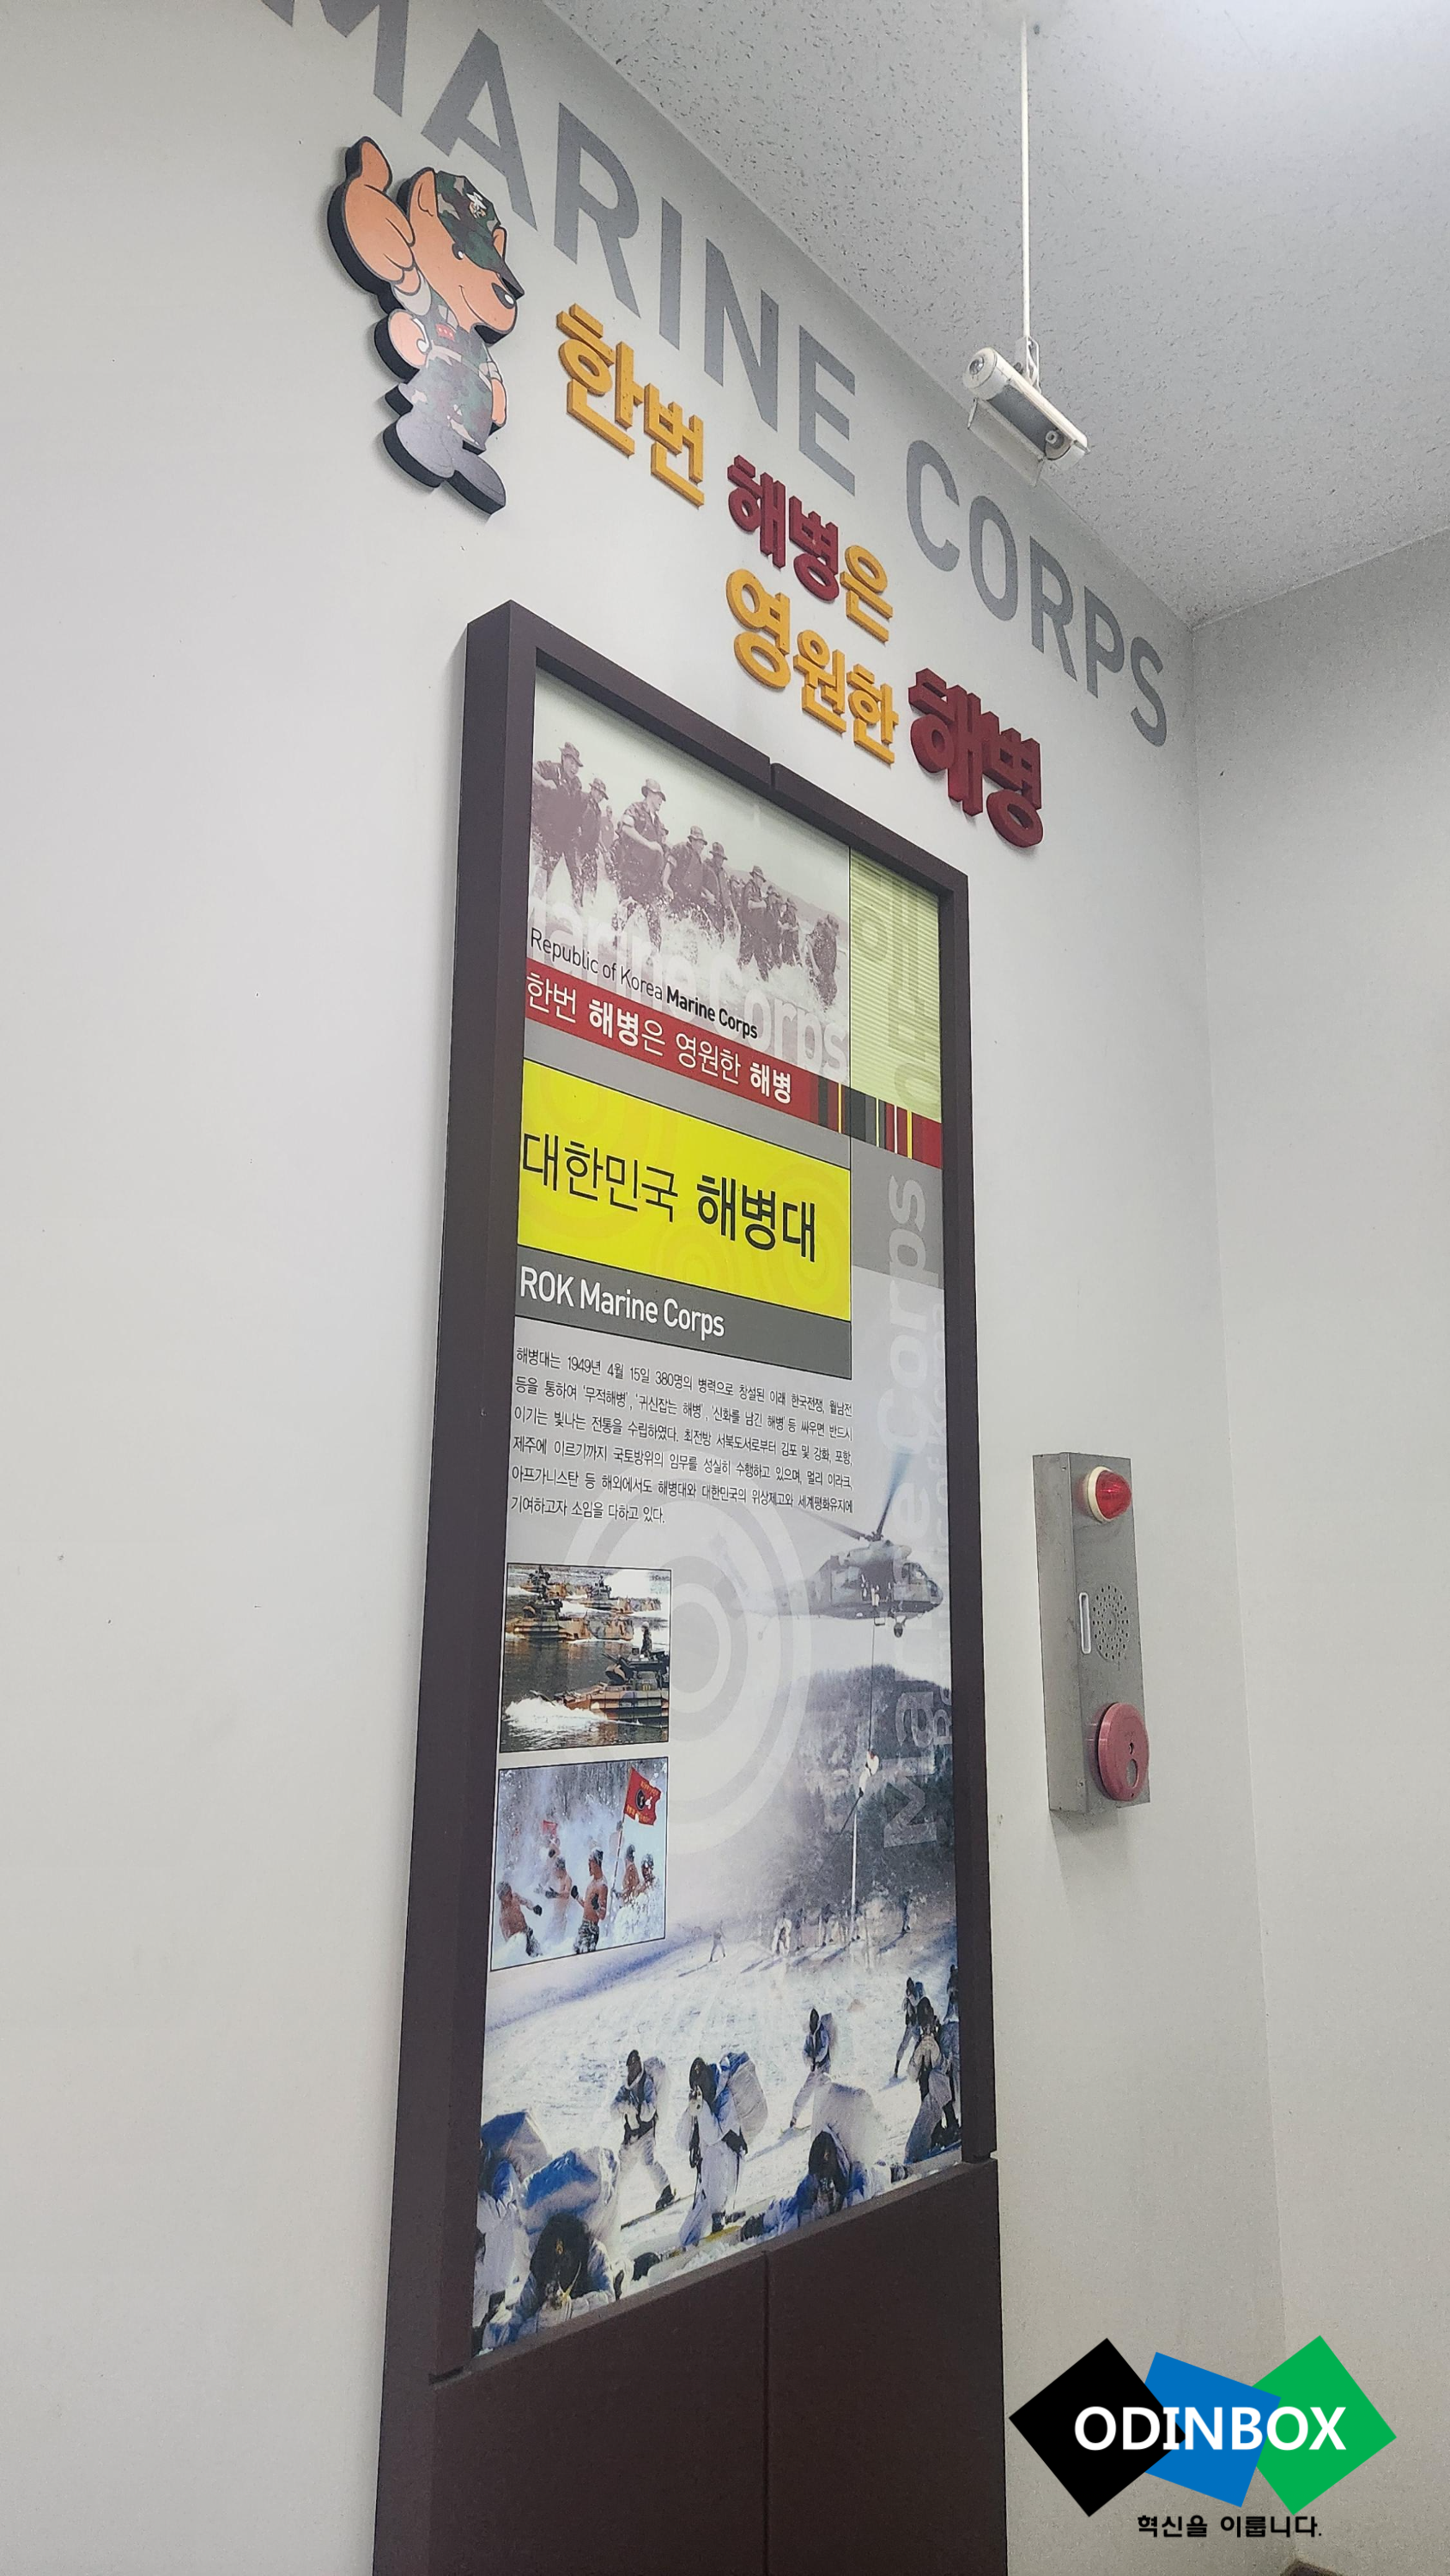 MARINE CORPS
한번 해병은
영원한 해병
Marine Corps
Republic of Korea Marine Corps
한번 해병은 영원한 해병
대한민국 해병대
ROK Marine Corps
해병대는 1949년 4월 15일 380명의 병력으로 창설된 이래 한국전쟁, 월남전
등을 통하여 '무적해병', '귀신잡는 해병', '신화를 남긴 해병' 등 싸우면 반드시
이기는 빛나는 전통을 수립하였다. 최전방 서북도서로부터 김포 및 강화, 포항,
제주에 이르기까지 국토방위의 임무를 성실히 수행하고 있으며, 멀리 이라크,
아프가니스탄 등 해외에서도 해병대와 대한민국의 위상제고와 세계평화유지에
기여하고자 소임을 다하고 있다.
Marine Corps
ODINBOX
혁신을 이룹니다.